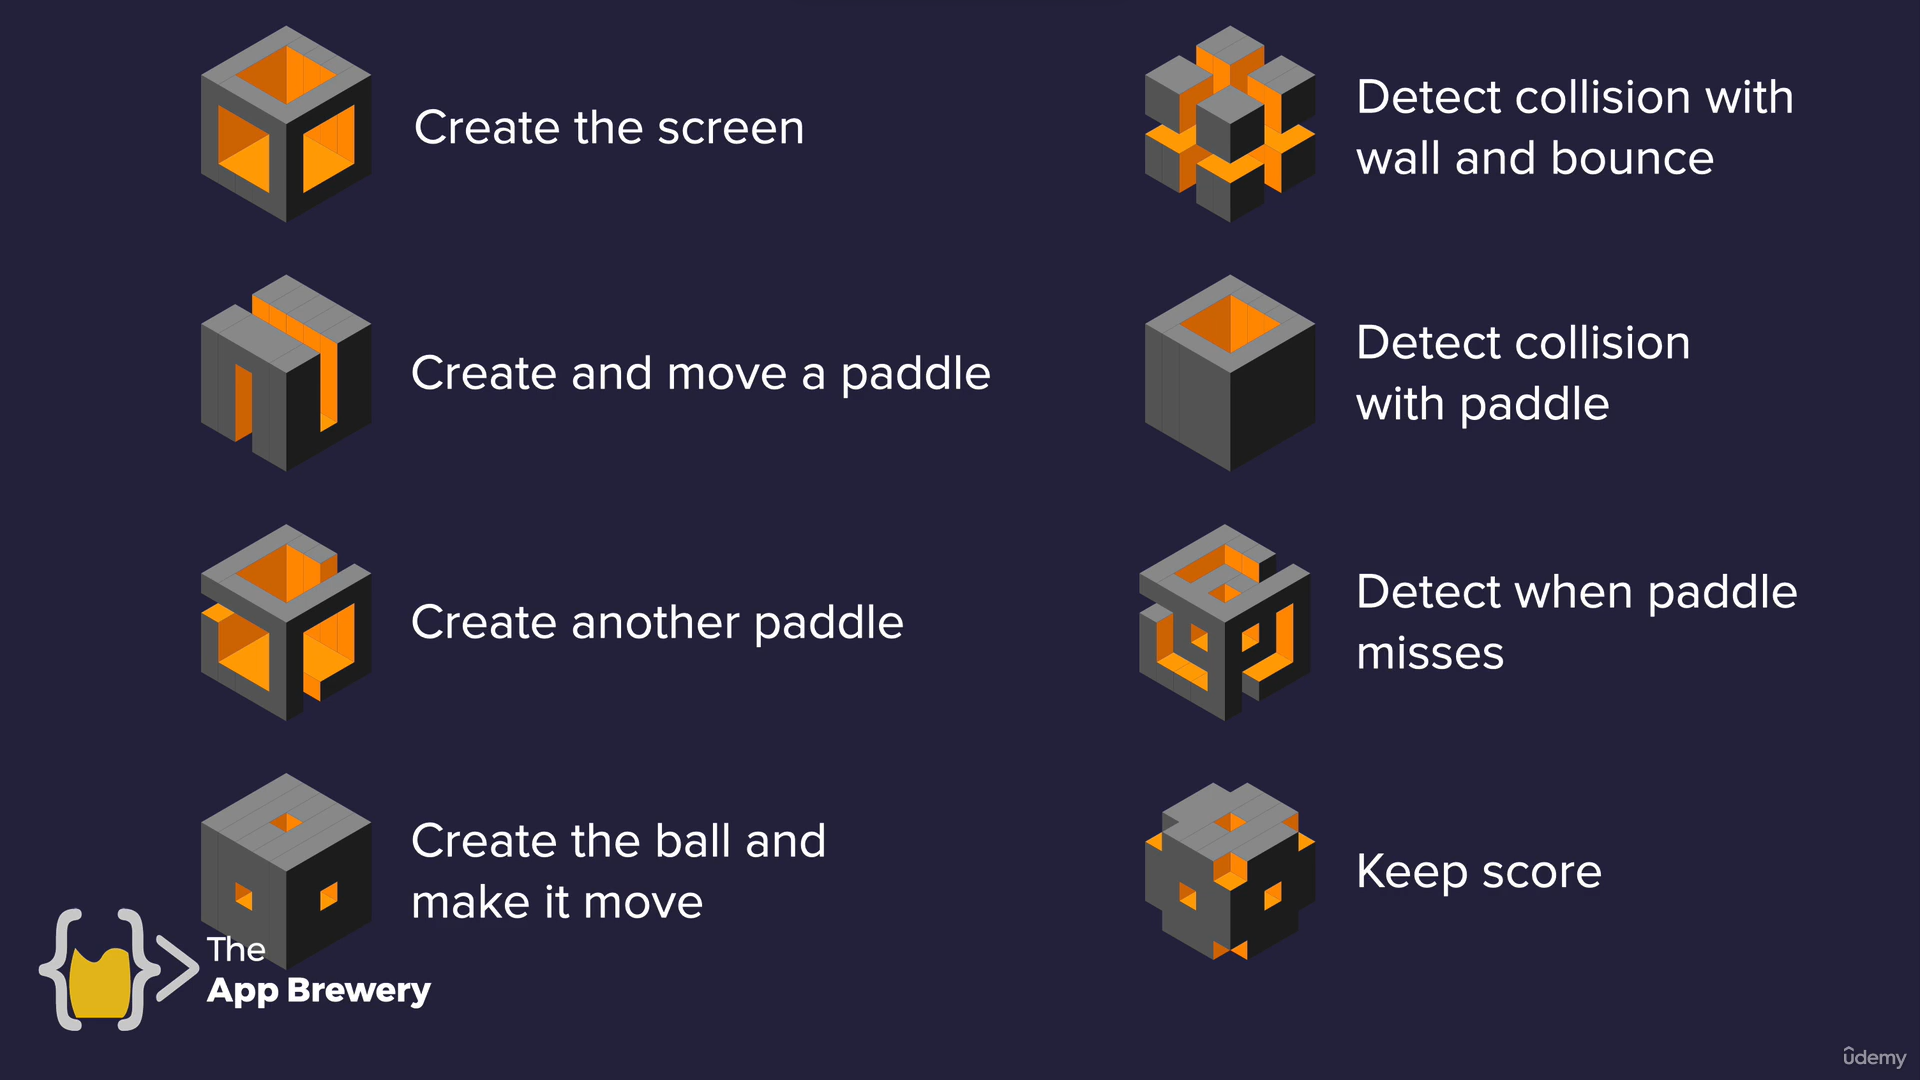 Create the screen
Create and move a paddle
Create another paddle
Create the ball and
make it move
Detect collision with
wall and bounce
Detect collision
with paddle
Detect when paddle
misses
Keep score
The
App Brewery
ûdemy